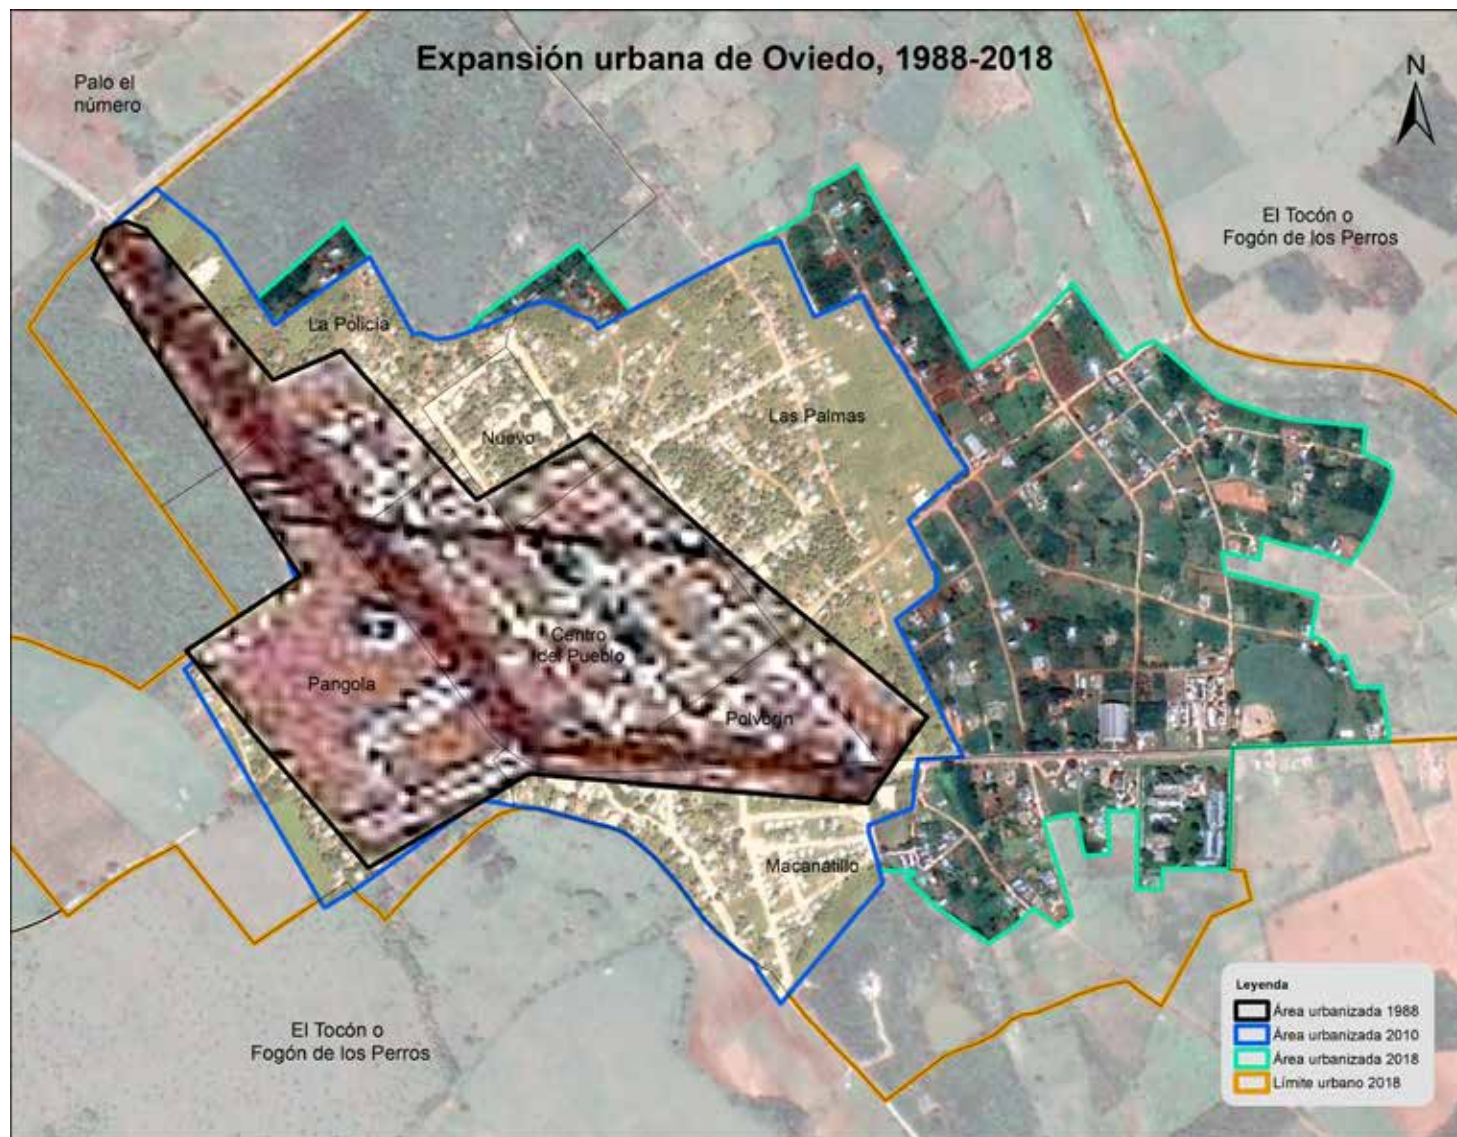 Expansión urbana de Oviedo, 1988-2018
Palo el
número
N
El Tocón o
Fogón de los Perros
La Policía
Las Palmas
Nuevo
Centro
del Pueblo
Pangola
Polvorín
Macanatillo
El Tocón o
Fogón de los Perros
Leyenda
Área urbanizada 1988
Área urbanizada 2010
Área urbanizada 2018
Límite urbano 2018